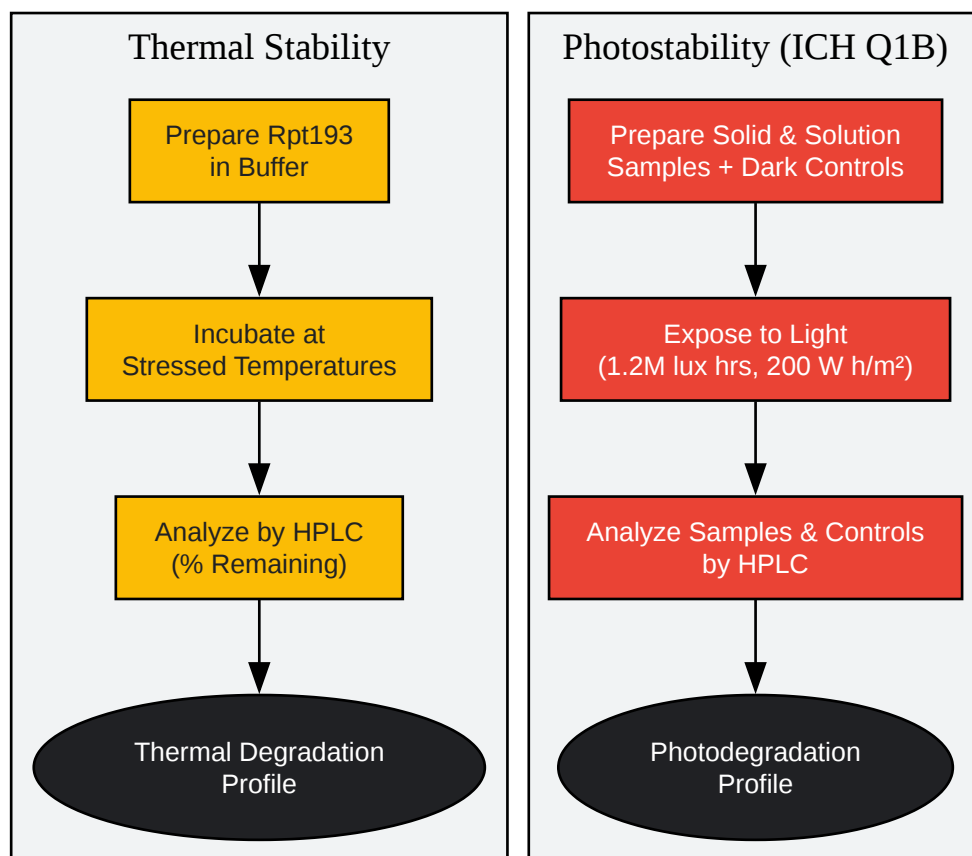 Thermal Stability
Prepare Rpt193
in Buffer
Incubate at
Stressed Temperatures
Analyze by HPLC
(% Remaining)
Thermal Degradation
Profile
Photostability (ICH Q1B)
Prepare Solid & Solution
Samples + Dark Controls
Expose to Light
(1.2M lux hrs, 200 W h/m²)
Analyze Samples & Controls
by HPLC
Photodegradation
Profile